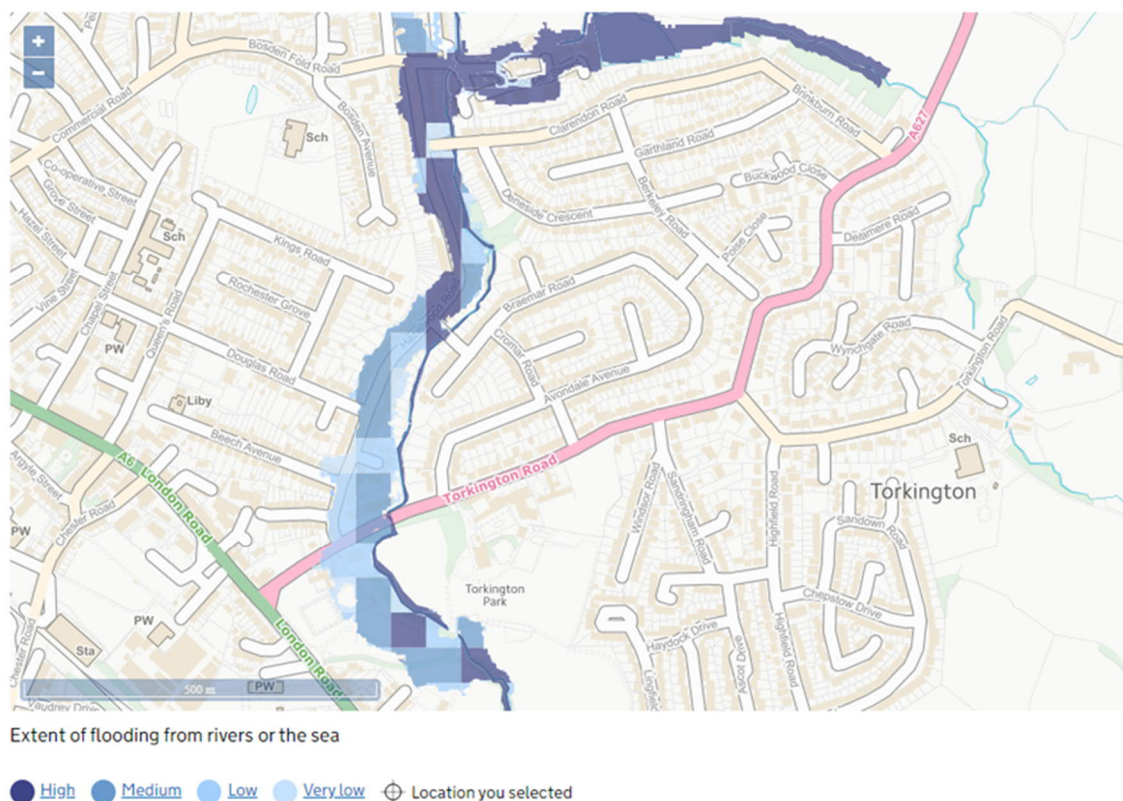 +
−
Bosden Fold Road
Commercial Road
Bosden Avenue
Sch
Clarendon Road
Brinkburn Road
A627
Garthland Road
Buckwood Close
Co-operative Street
Grove Street
Hazel Street
Deneside Crescent
Berkeley Road
Delamere Road
Poise Close
Sch
Kings Road
Vine Street
Chapel Street
Queen's Road
Rochester Grove
Braemar Road
PW
Douglas Road
Cromar Road
Wynchgate Road
Torkington Road
Avondale Avenue
Liby
Beech Avenue
A6 London Road
Argyle Street
Chester Road
PW
Torkington Road
Sch
Torkington
Windsor Road
Sandringham Road
Highfield Road
Sandown Road
Torkington
Park
Chepstow Drive
PW
Sta
Chester Road
London Road
Haydock Drive
Ascot Drive
Highfield Road
500 m
PW
Extent of flooding from rivers or the sea
High Medium Low Very low Location you selected